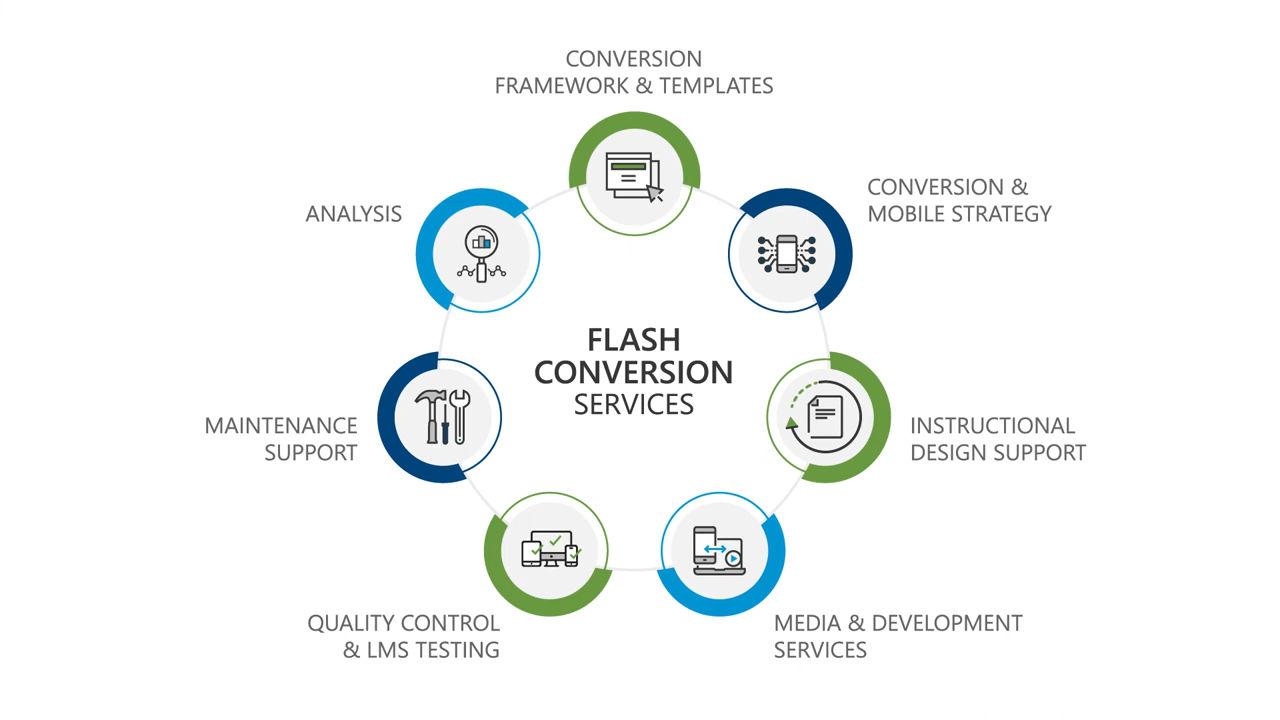 CONVERSION
FRAMEWORK & TEMPLATES
CONVERSION &
MOBILE STRATEGY
ANALYSIS
FLASH
CONVERSION
SERVICES
MAINTENANCE
SUPPORT
INSTRUCTIONAL
DESIGN SUPPORT
QUALITY CONTROL
& LMS TESTING
MEDIA & DEVELOPMENT
SERVICES